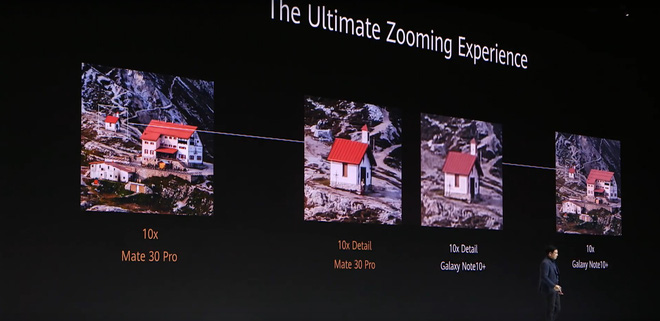 The Ultimate Zooming Experience
10x
Mate 30 Pro
10x Detail
Mate 30 Pro
10x Detail
Galaxy Note10+
10x
Galaxy Note10+